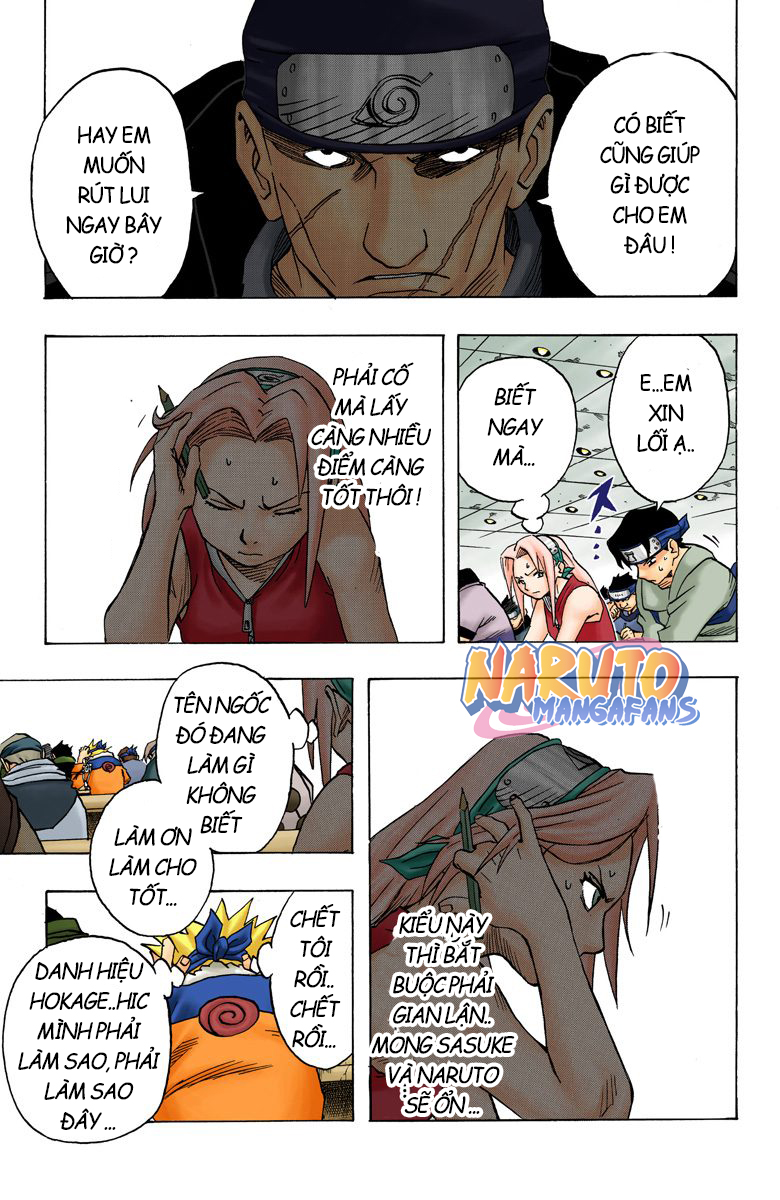 CÓ BIẾT
CŨNG GIÚP
GÌ ĐƯỢC
CHO EM
ĐÂU !
HAY EM
MUỐN
RÚT LUI
NGAY BÂY
GIỜ ?
E...EM
XIN
LỖI Ạ..
BIẾT
NGAY
MÀ...
PHẢI CỐ
MÀ LẤY
CÀNG NHIỀU
ĐIỂM CÀNG
TỐT THÔI !
NARUTO
MANGAFANS
KIỂU NÀY
THÌ BẮT
BUỘC PHẢI
GIAN LẬN..
MONG SASUKE
VÀ NARUTO
SẼ ỔN ...
TÊN NGỐC
ĐÓ ĐANG
LÀM GÌ
KHÔNG
BIẾT
LÀM ƠN
LÀM CHO
TỐT...
CHẾT
TÔI
RỒI..
CHẾT
RỒI...
DANH HIỆU
HOKAGE..HIC
MÌNH PHẢI
LÀM SAO, PHẢI
LÀM SAO
ĐÂY ...